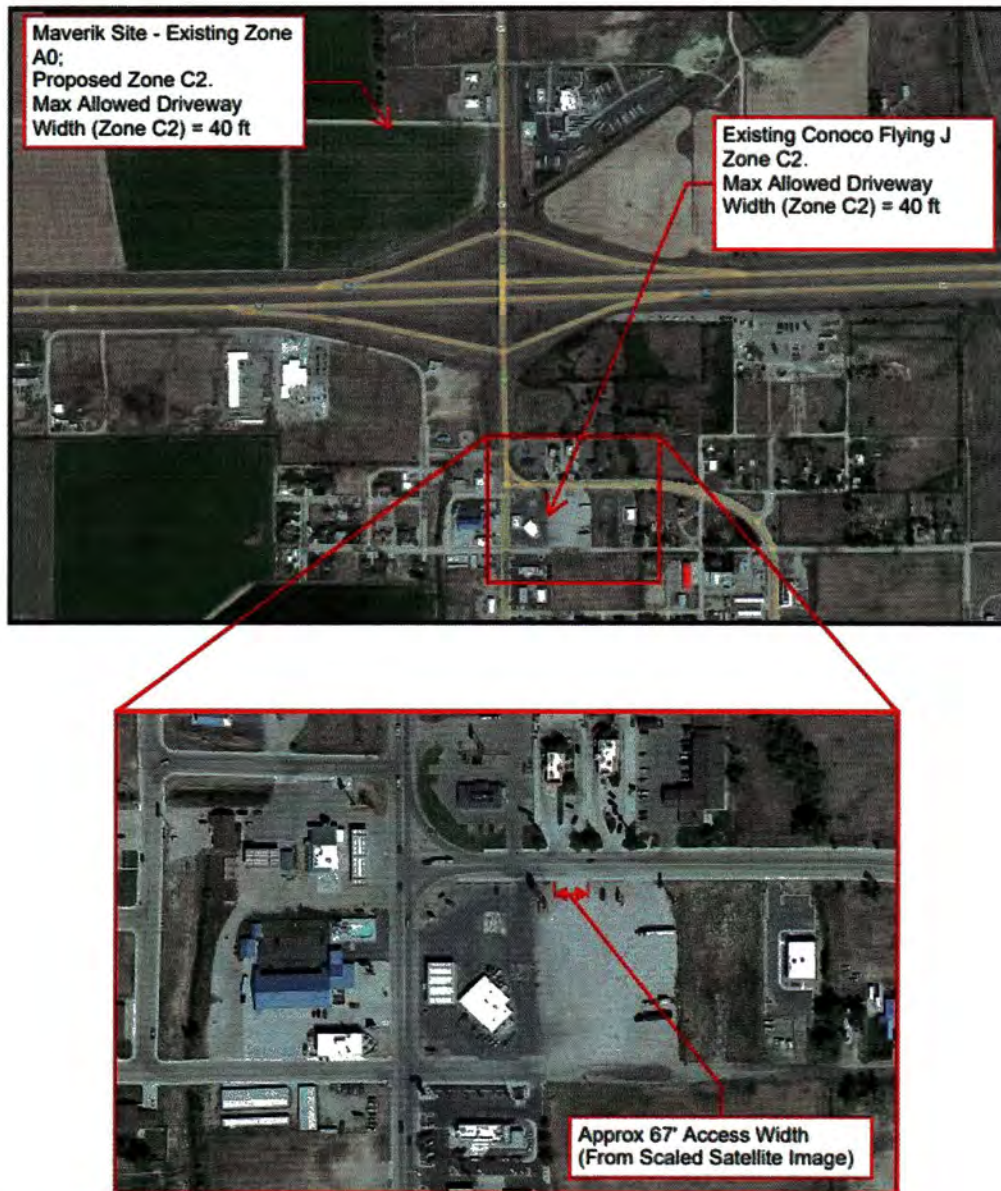 Maverik Site - Existing Zone
A0;
Proposed Zone C2.
Max Allowed Driveway
Width (Zone C2) = 40 ft
Existing Conoco Flying J
Zone C2.
Max Allowed Driveway
Width (Zone C2) = 40 ft
Approx 67' Access Width
(From Scaled Satellite Image)